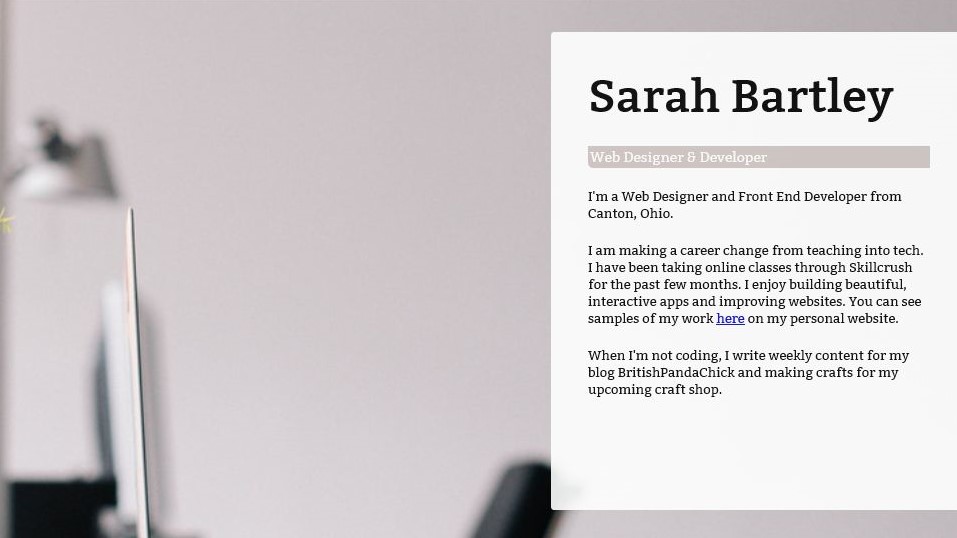 Sarah Bartley
Web Designer & Developer
I'm a Web Designer and Front End Developer from
Canton, Ohio.
I am making a career change from teaching into tech.
I have been taking online classes through Skillcrush
for the past few months. I enjoy building beautiful,
interactive apps and improving websites. You can see
samples of my work here on my personal website.
When I'm not coding, I write weekly content for my
blog BritishPandaChick and making crafts for my
upcoming craft shop.